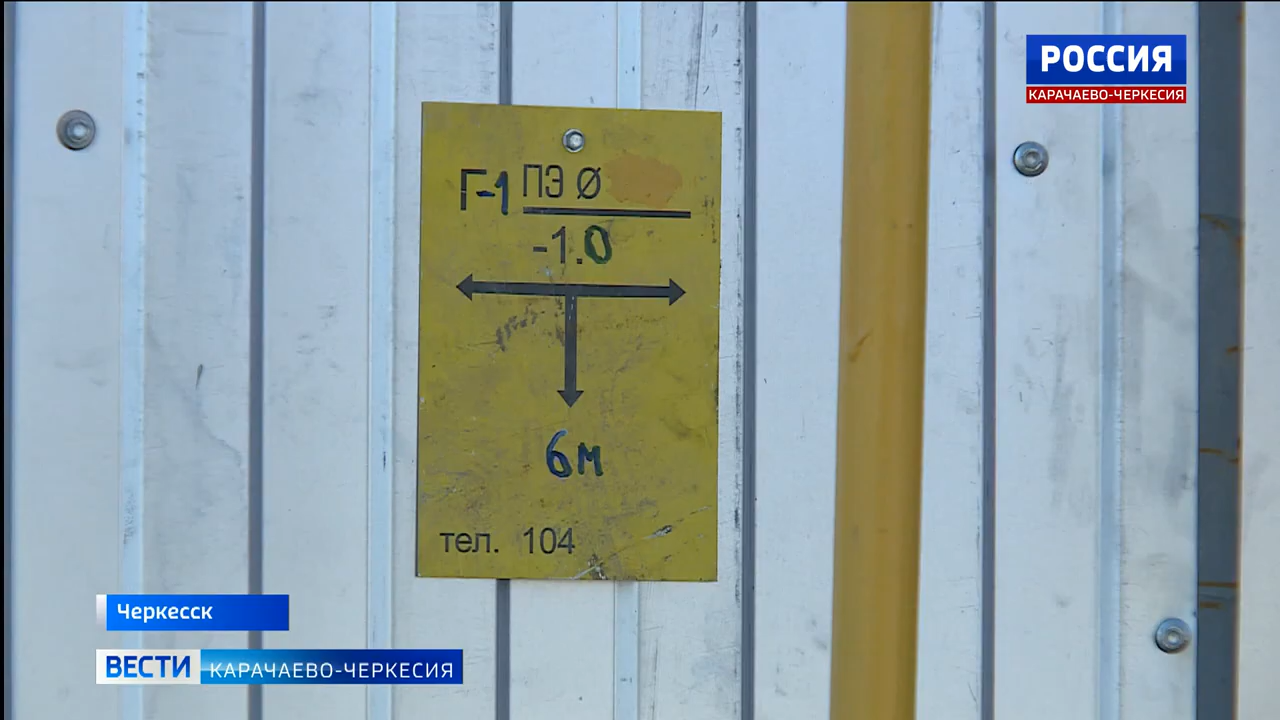 РОССИЯ
КАРАЧАЕВО-ЧЕРКЕСИЯ
Г-1 ПЭ Ø
-1.0
6м
тел. 104
Черкесск
ВЕСТИ КАРАЧАЕВО-ЧЕРКЕСИЯ